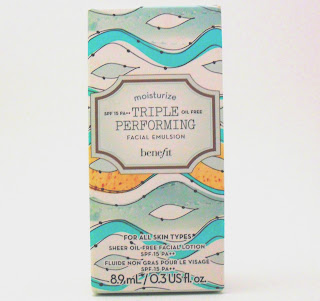 moisturize
SPF 15 PA++ TRIPLE OIL FREE
PERFORMING
FACIAL EMULSION
benefit
FOR ALL SKIN TYPES
SHEER OIL-FREE FACIAL LOTION
SPF 15 PA++
FLUIDE NON GRAS POUR LE VISAGE
SPF 15 PA++
8.9 mL / 0.3 US fl. oz.